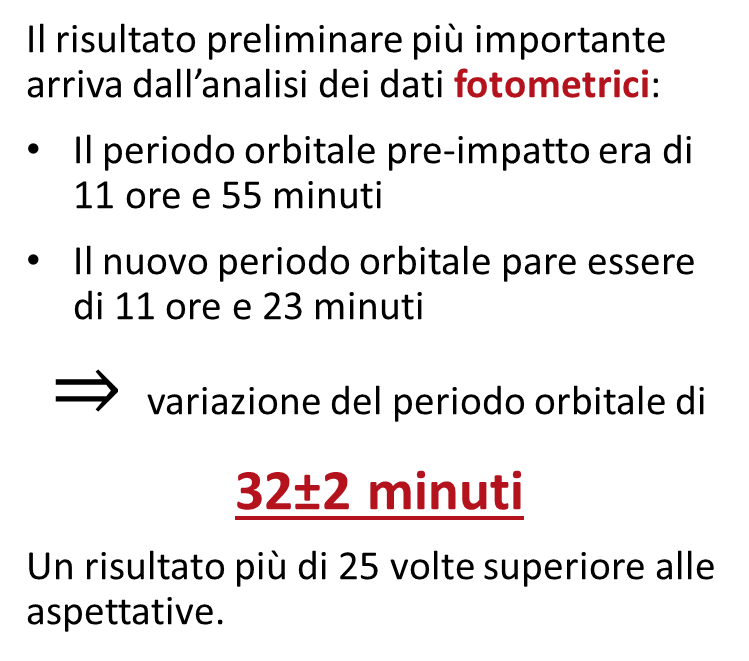 Il risultato preliminare più importante
arriva dall’analisi dei dati fotometrici:
• Il periodo orbitale pre-impatto era di
11 ore e 55 minuti
• Il nuovo periodo orbitale pare essere
di 11 ore e 23 minuti
⇒ variazione del periodo orbitale di
32±2 minuti
Un risultato più di 25 volte superiore alle
aspettative.